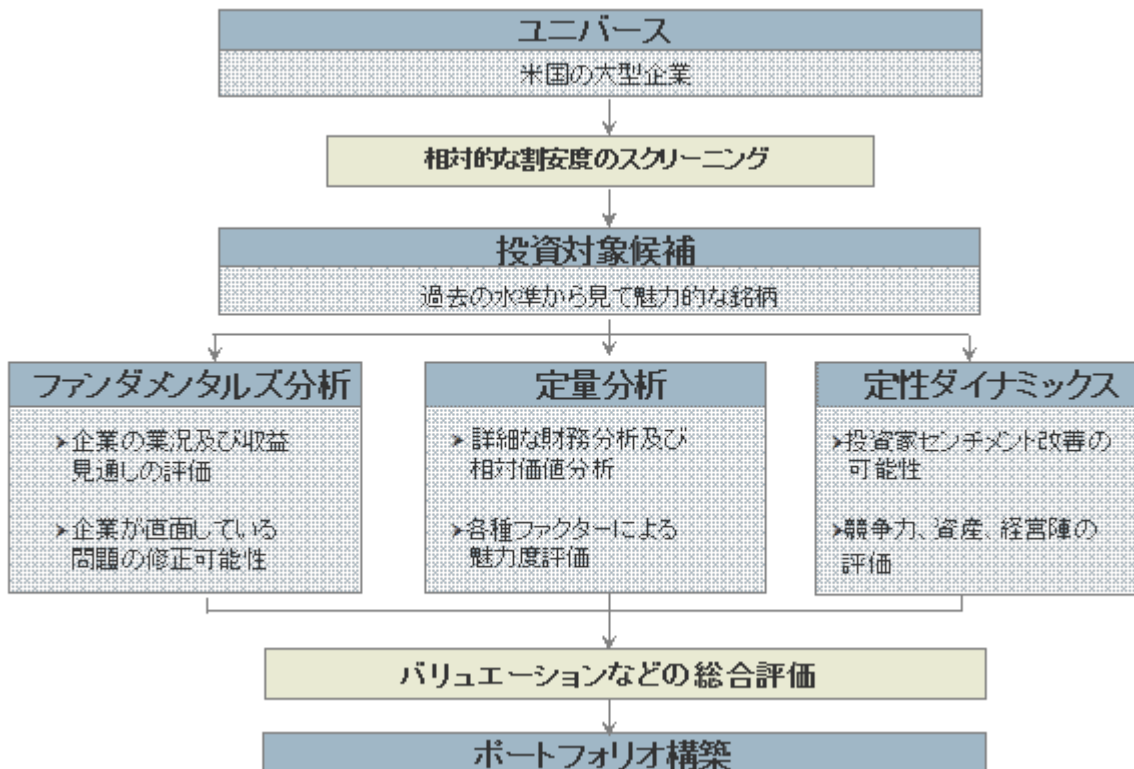 ユニバース
米国の大型企業
相対的な割安度のスクリーニング
投資対象候補
過去の水準から見て魅力的な銘柄
ファンダメンタルズ分析
➤企業の業況及び収益
見通しの評価
➤企業が直面している
問題の修正可能性
定量分析
➤詳細な財務分析及び
相対価値分析
➤各種ファクターによる
魅力度評価
定性ダイナミックス
➤投資家センチメント改善の
可能性
➤競争力、資産、経営陣の
評価
バリュエーションなどの総合評価
ポートフォリオ構築